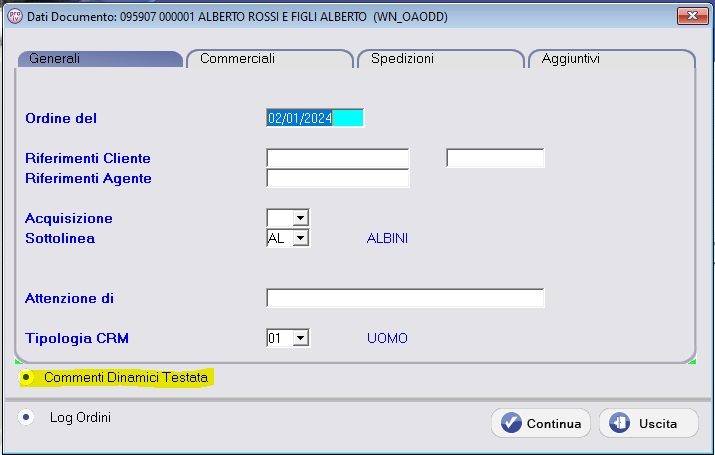 Dati Documento: 095907 000001 ALBERTO ROSSI E FIGLI ALBERTO (WN_OAODD)
Generali Commerciali Spedizioni Aggiuntivi
Ordine del 02/01/2024
Riferimenti Cliente
Riferimenti Agente
Acquisizione
Sottolinea AL ALBINI
Attenzione di
Tipologia CRM 01 UOMO
Commenti Dinamici Testata
Log Ordini Continua Uscita